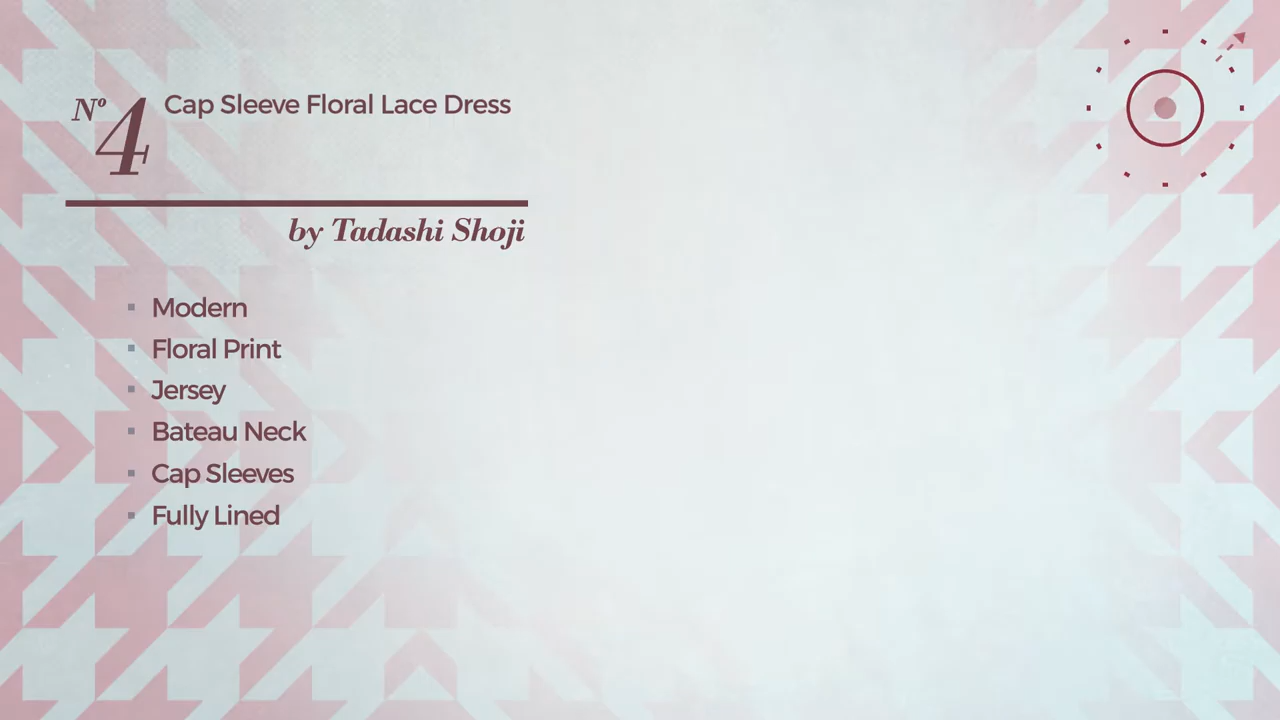 Nº 4 Cap Sleeve Floral Lace Dress
by Tadashi Shoji
Modern
Floral Print
Jersey
Bateau Neck
Cap Sleeves
Fully Lined